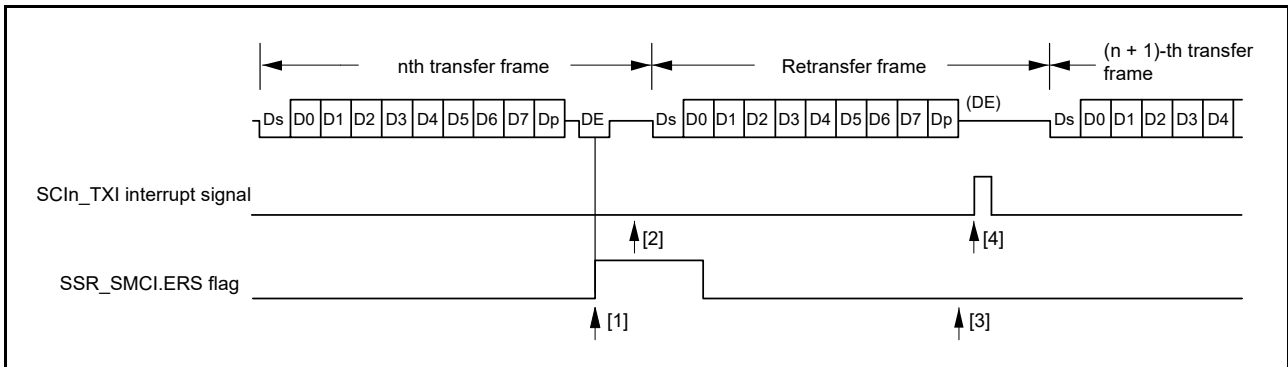 nth transfer frame Retransfer frame (n + 1)-th transfer
frame
Ds D0 D1 D2 D3 D4 D5 D6 D7 Dp DE Ds D0 D1 D2 D3 D4 D5 D6 D7 Dp (DE) Ds D0 D1 D2 D3 D4
SCIn_TXI interrupt signal
[2] [4]
SSR_SMCI.ERS flag
[1] [3]